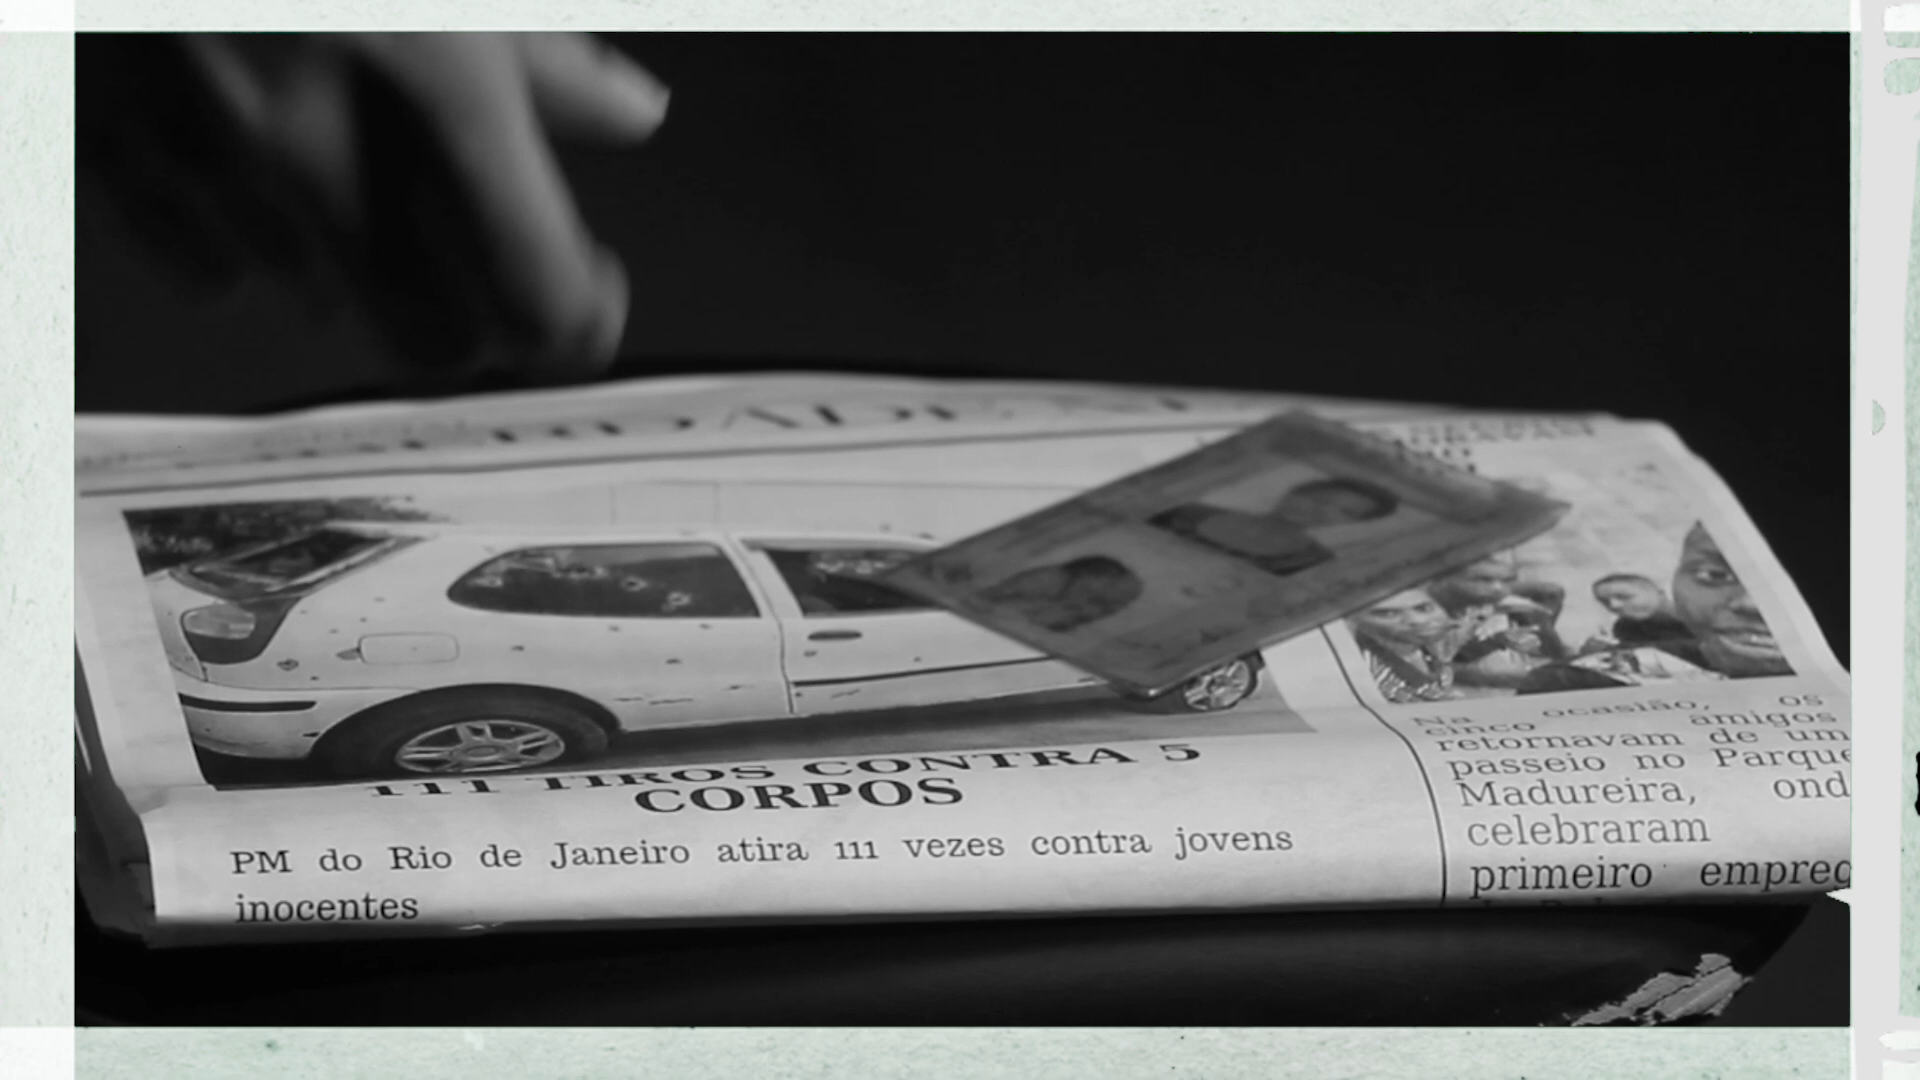 111 TIROS CONTRA 5
CORPOS
PM do Rio de Janeiro atira 111 vezes contra jovens
inocentes
Na ocasião, os
cinco amigos
retornavam de um
passeio no Parque
Madureira, ond
celebraram
primeiro empreg